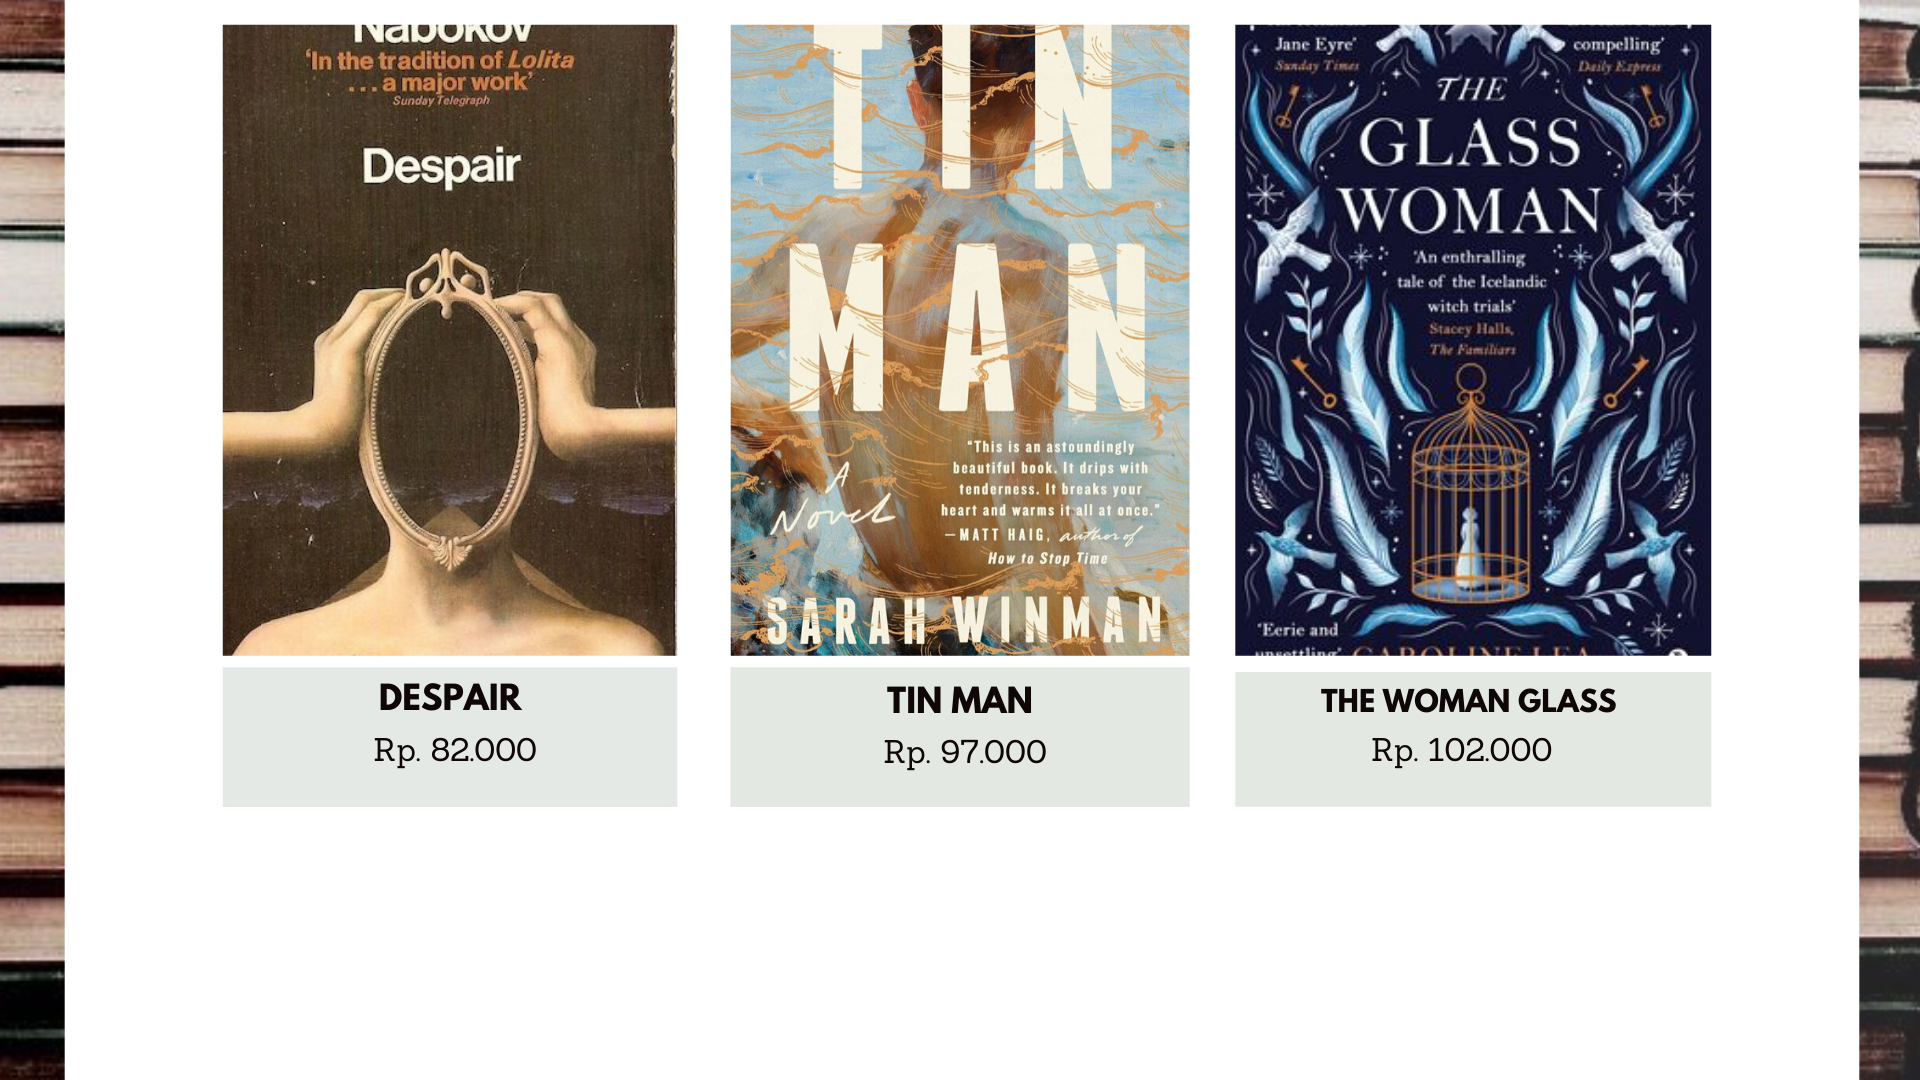 Nabokov
'In the tradition of Lolita
...a major work'
Sunday Telegraph
Despair
TIN
MAN
A
Novel
"This is an astoundingly
beautiful book. It drips with
tenderness. It breaks your
heart and warms it all at once."
—MATT HAIG, author of
How to Stop Time
SARAH WINMAN
Jane Eyre'
Sunday Times
compelling'
Daily Express
THE
GLASS
WOMAN
'An enthralling
tale of the Icelandic
witch trials'
Stacey Halls,
The Familiars
'Eerie and
unsettling'
CAROLINE LEA
DESPAIR
Rp. 82.000
TIN MAN
Rp. 97.000
THE WOMAN GLASS
Rp. 102.000